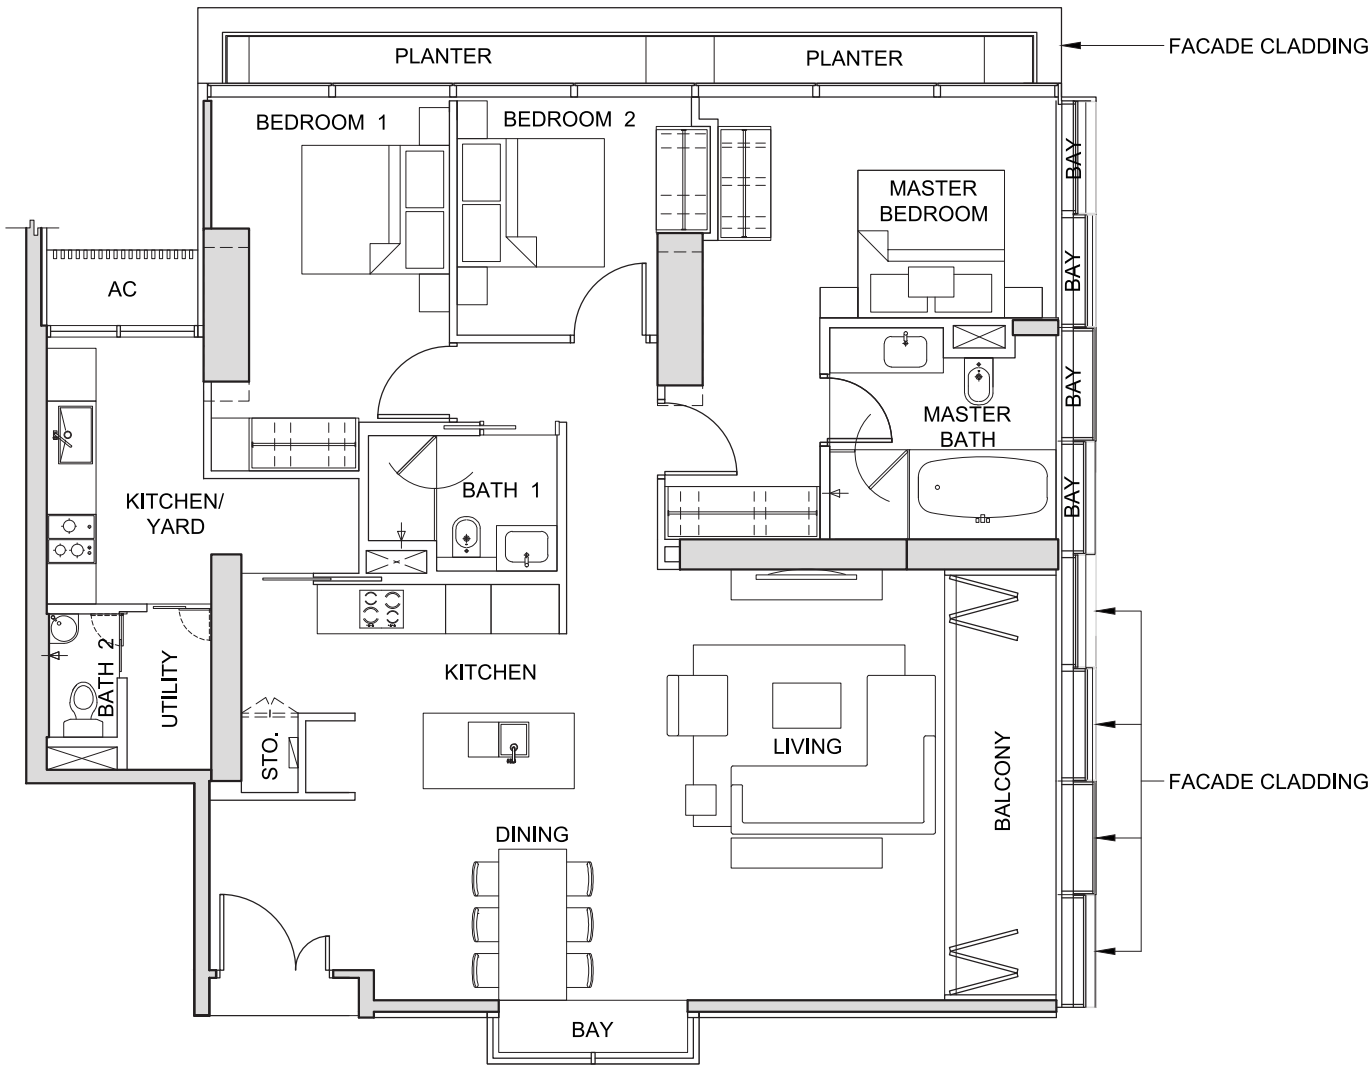 FACADE CLADDING
PLANTER
PLANTER
BEDROOM 1
BEDROOM 2
BAY
MASTER
BEDROOM
BAY
AC
BAY
MASTER
BATH
BAY
BATH 1
KITCHEN/
YARD
KITCHEN
BATH 2
UTILITY
STO.
LIVING
BALCONY
FACADE CLADDING
DINING
BAY